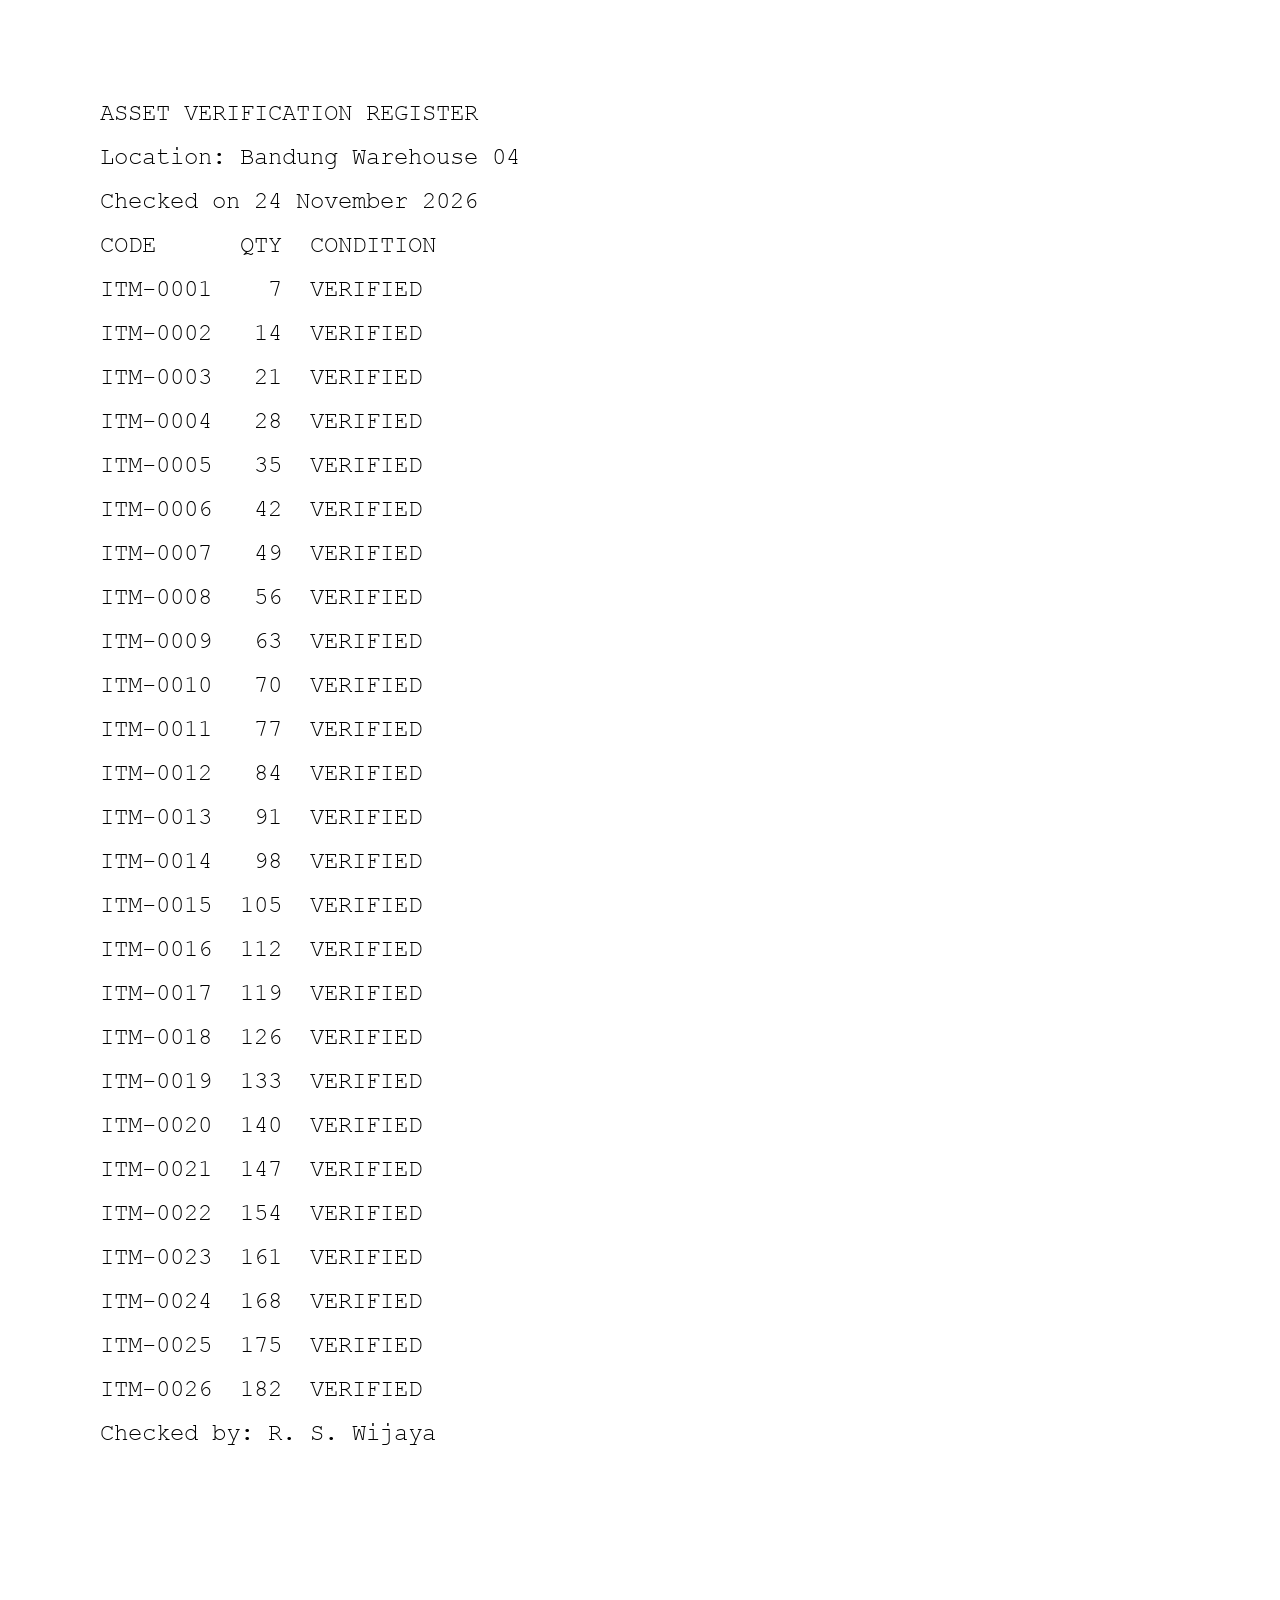 ASSET VERIFICATION REGISTER
Location: Bandung Warehouse 04
Checked on 24 November 2026
CODE      QTY  CONDITION
ITM-0001    7  VERIFIED
ITM-0002   14  VERIFIED
ITM-0003   21  VERIFIED
ITM-0004   28  VERIFIED
ITM-0005   35  VERIFIED
ITM-0006   42  VERIFIED
ITM-0007   49  VERIFIED
ITM-0008   56  VERIFIED
ITM-0009   63  VERIFIED
ITM-0010   70  VERIFIED
ITM-0011   77  VERIFIED
ITM-0012   84  VERIFIED
ITM-0013   91  VERIFIED
ITM-0014   98  VERIFIED
ITM-0015  105  VERIFIED
ITM-0016  112  VERIFIED
ITM-0017  119  VERIFIED
ITM-0018  126  VERIFIED
ITM-0019  133  VERIFIED
ITM-0020  140  VERIFIED
ITM-0021  147  VERIFIED
ITM-0022  154  VERIFIED
ITM-0023  161  VERIFIED
ITM-0024  168  VERIFIED
ITM-0025  175  VERIFIED
ITM-0026  182  VERIFIED
Checked by: R. S. Wijaya